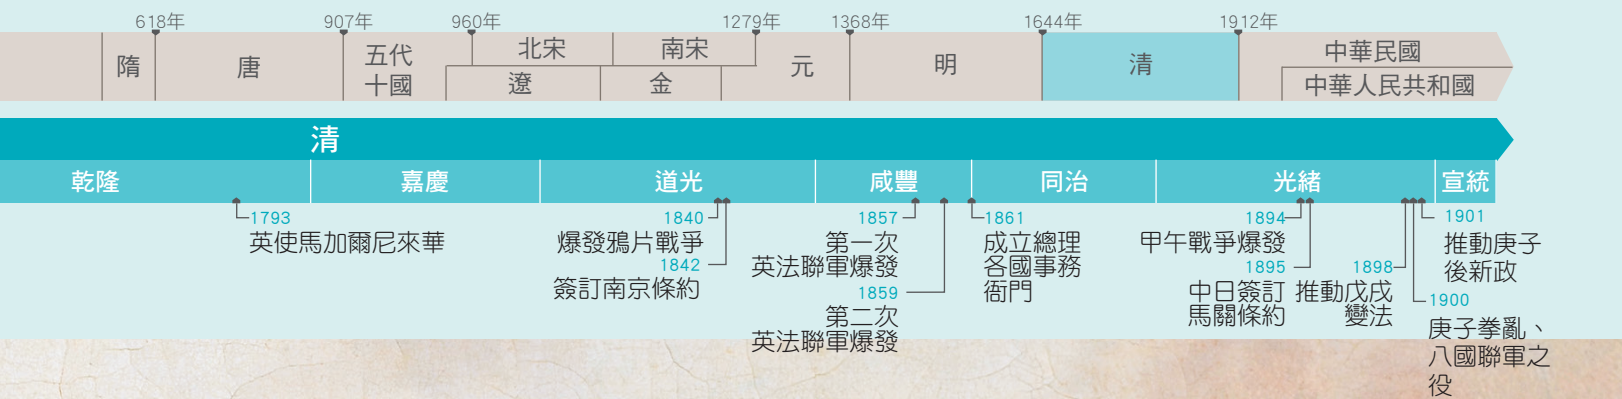 618年 907年 960年 1279年 1368年 1644年 1912年
隋 唐 五代十國 北宋 南宋 元 明 清 中華民國
遼 金 中華人民共和國
清
乾隆 嘉慶 道光 咸豐 同治 光緒 宣統
1793
英使馬加爾尼來華
1840
爆發鴉片戰爭
1842
簽訂南京條約
1857
第一次
英法聯軍爆發
1859
第二次
英法聯軍爆發
1861
成立總理
各國事務
衙門
1894
甲午戰爭爆發
1895
中日簽訂
馬關條約
1898
推動戊戌
變法
1900
庚子拳亂、
八國聯軍之
役
1901
推動庚子
後新政